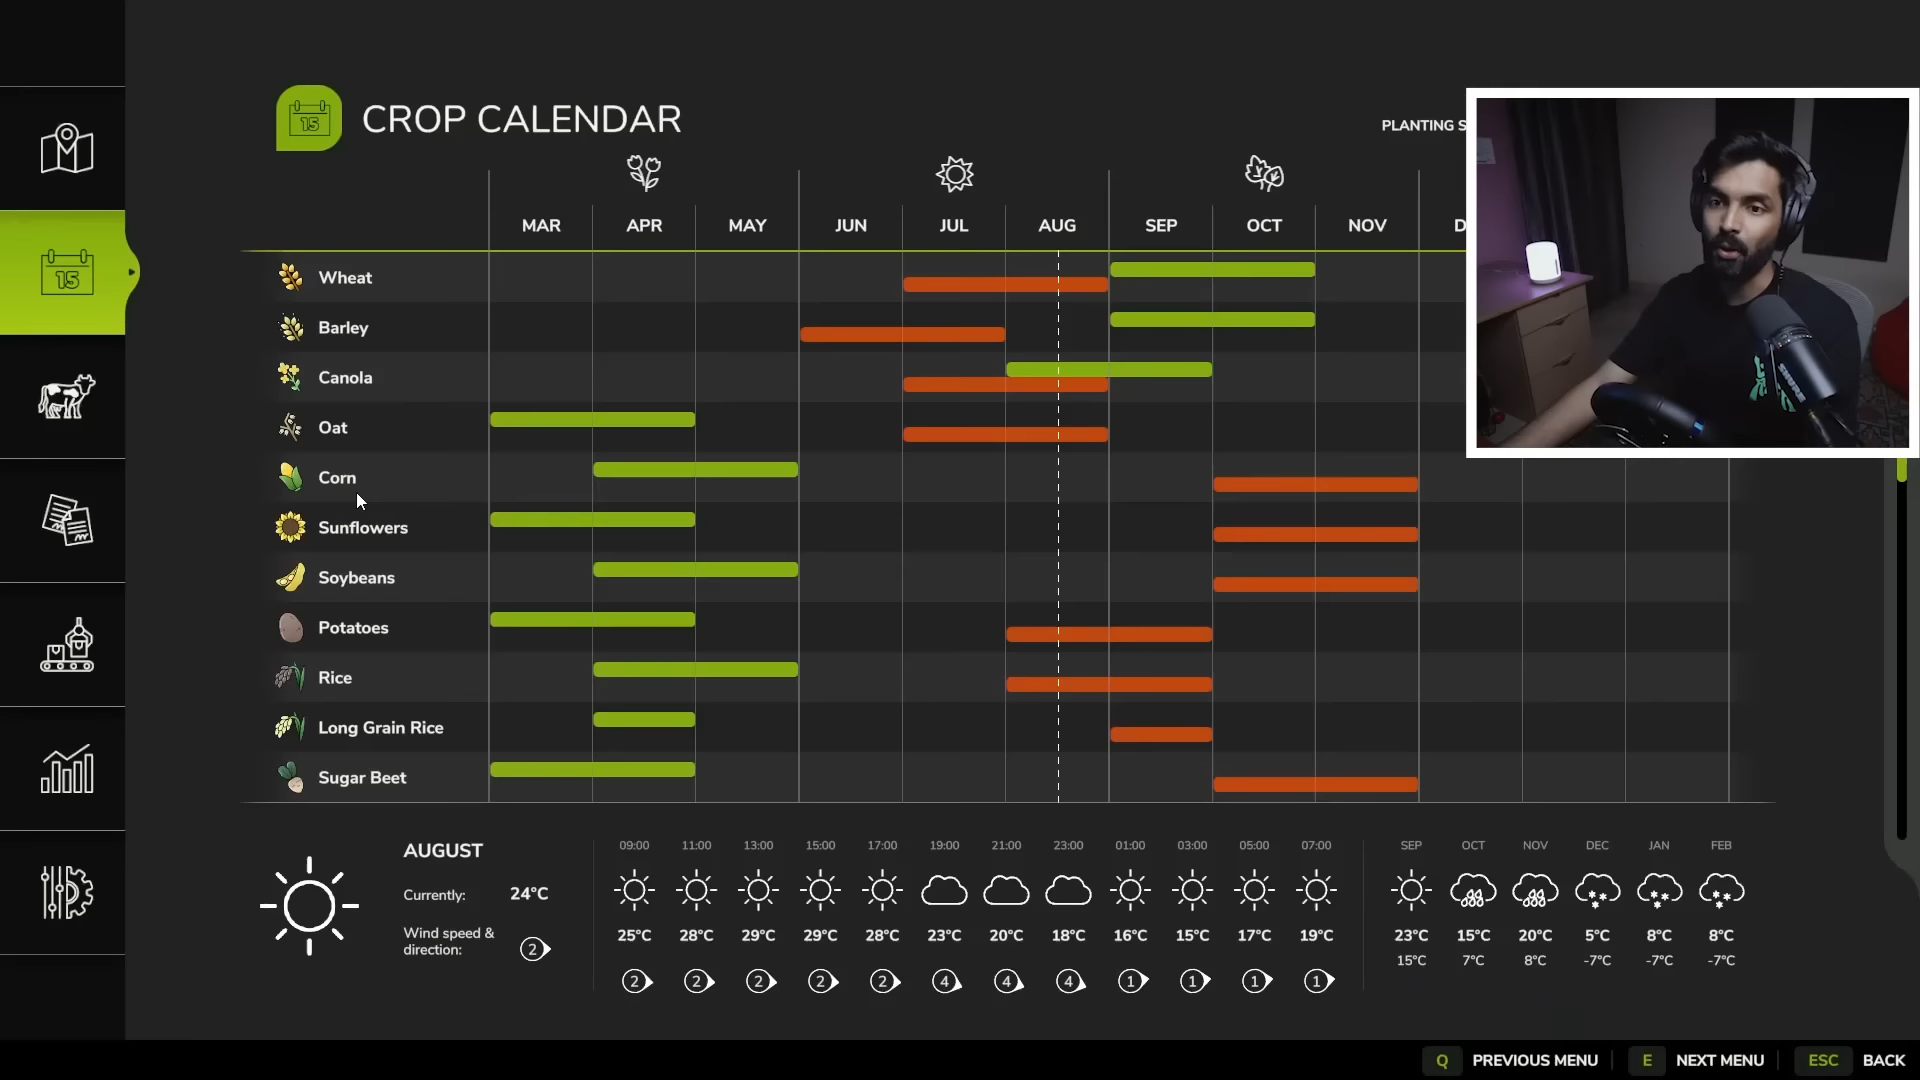 15
CROP CALENDAR
PLANTING S
MAR APR MAY JUN JUL AUG SEP OCT NOV D
15
Wheat
Barley
Canola
Oat
Corn
Sunflowers
Soybeans
Potatoes
Rice
Long Grain Rice
Sugar Beet
AUGUST
Currently: 24°C
Wind speed &
direction: 2
09:00 11:00 13:00 15:00 17:00 19:00 21:00 23:00 01:00 03:00 05:00 07:00
25°C 28°C 29°C 29°C 28°C 23°C 20°C 18°C 16°C 15°C 17°C 19°C
2 2 2 2 2 4 4 4 1 1 1 1
SEP OCT NOV DEC JAN FEB
23°C 15°C 20°C 5°C 8°C 8°C
15°C 7°C 8°C -7°C -7°C -7°C
SHURE
Q PREVIOUS MENU E NEXT MENU ESC BACK